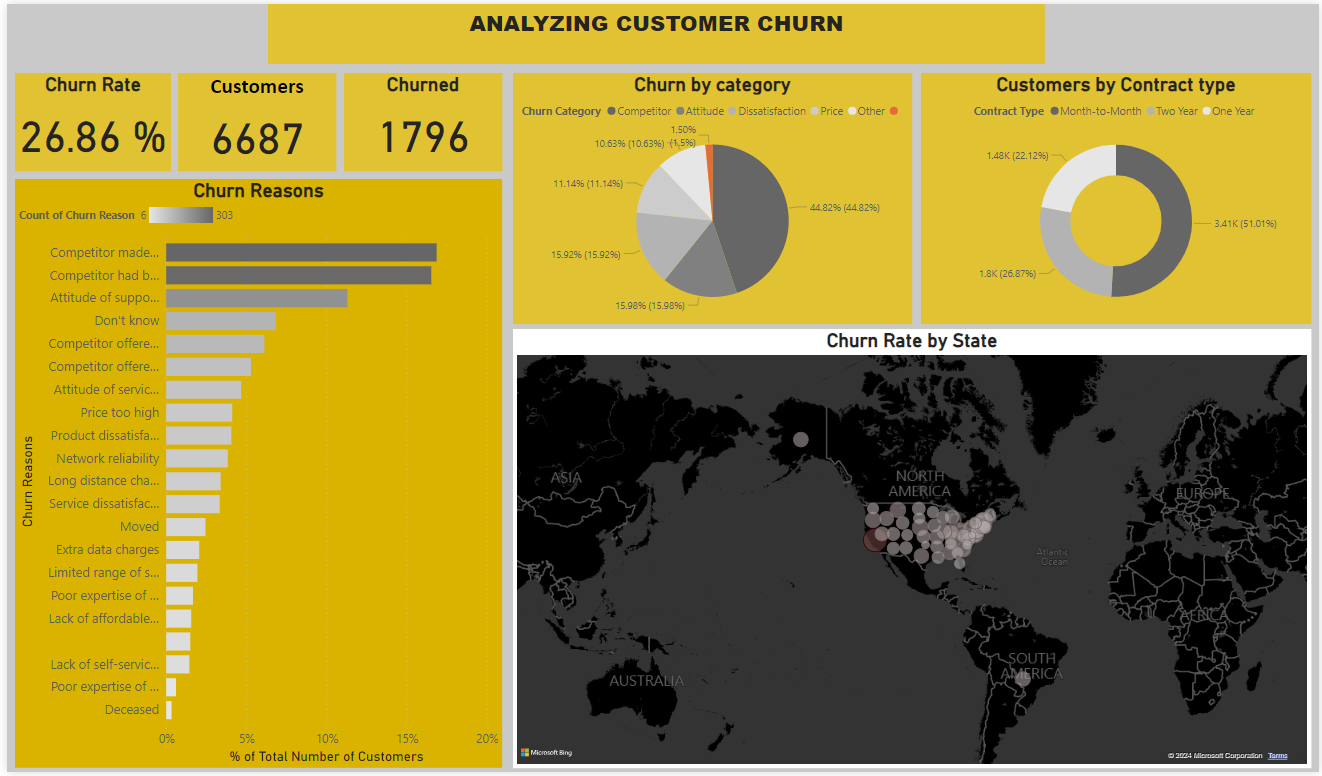 ANALYZING CUSTOMER CHURN
Churn Rate
26.86 %
Customers
6687
Churned
1796
Churn by category
Churn Category Competitor Attitude Dissatisfaction Price Other
1.50%
(1.5%)
10.63% (10.63%)
11.14% (11.14%)
15.92% (15.92%)
15.98% (15.98%)
44.82% (44.82%)
Customers by Contract type
Contract Type Month-to-Month Two Year One Year
1.48K (22.12%)
1.8K (26.87%)
3.41K (51.01%)
Churn Reasons
Count of Churn Reason 6 303
Churn Reasons
Competitor made...
Competitor had b...
Attitude of suppo...
Don't know
Competitor offere...
Competitor offere...
Attitude of servic...
Price too high
Product dissatisfa...
Network reliability
Long distance cha...
Service dissatisfac...
Moved
Extra data charges
Limited range of s...
Poor expertise of ...
Lack of affordable...
Lack of self-servic...
Poor expertise of ...
Deceased
0% 5% 10% 15% 20%
% of Total Number of Customers
Churn Rate by State
ASIA
NORTH
AMERICA
EUROPE
Atlantic
Ocean
AFRICA
SOUTH
AMERICA
AUSTRALIA
Microsoft Bing
© 2024 Microsoft Corporation Terms